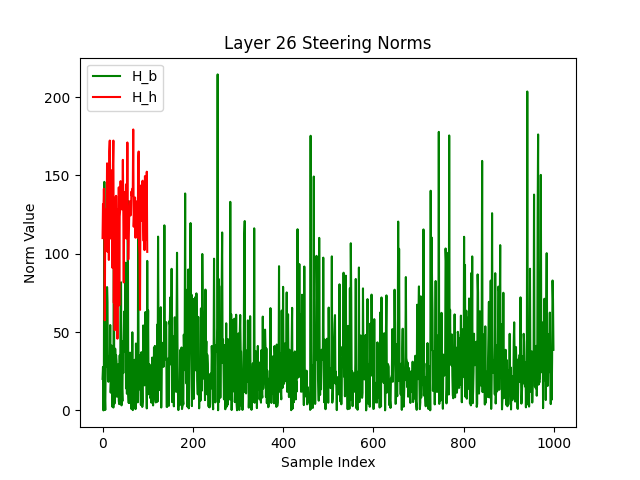 Layer 26 Steering Norms
H_b
H_h
Norm Value
200
150
100
50
0
0 200 400 600 800 1000
Sample Index